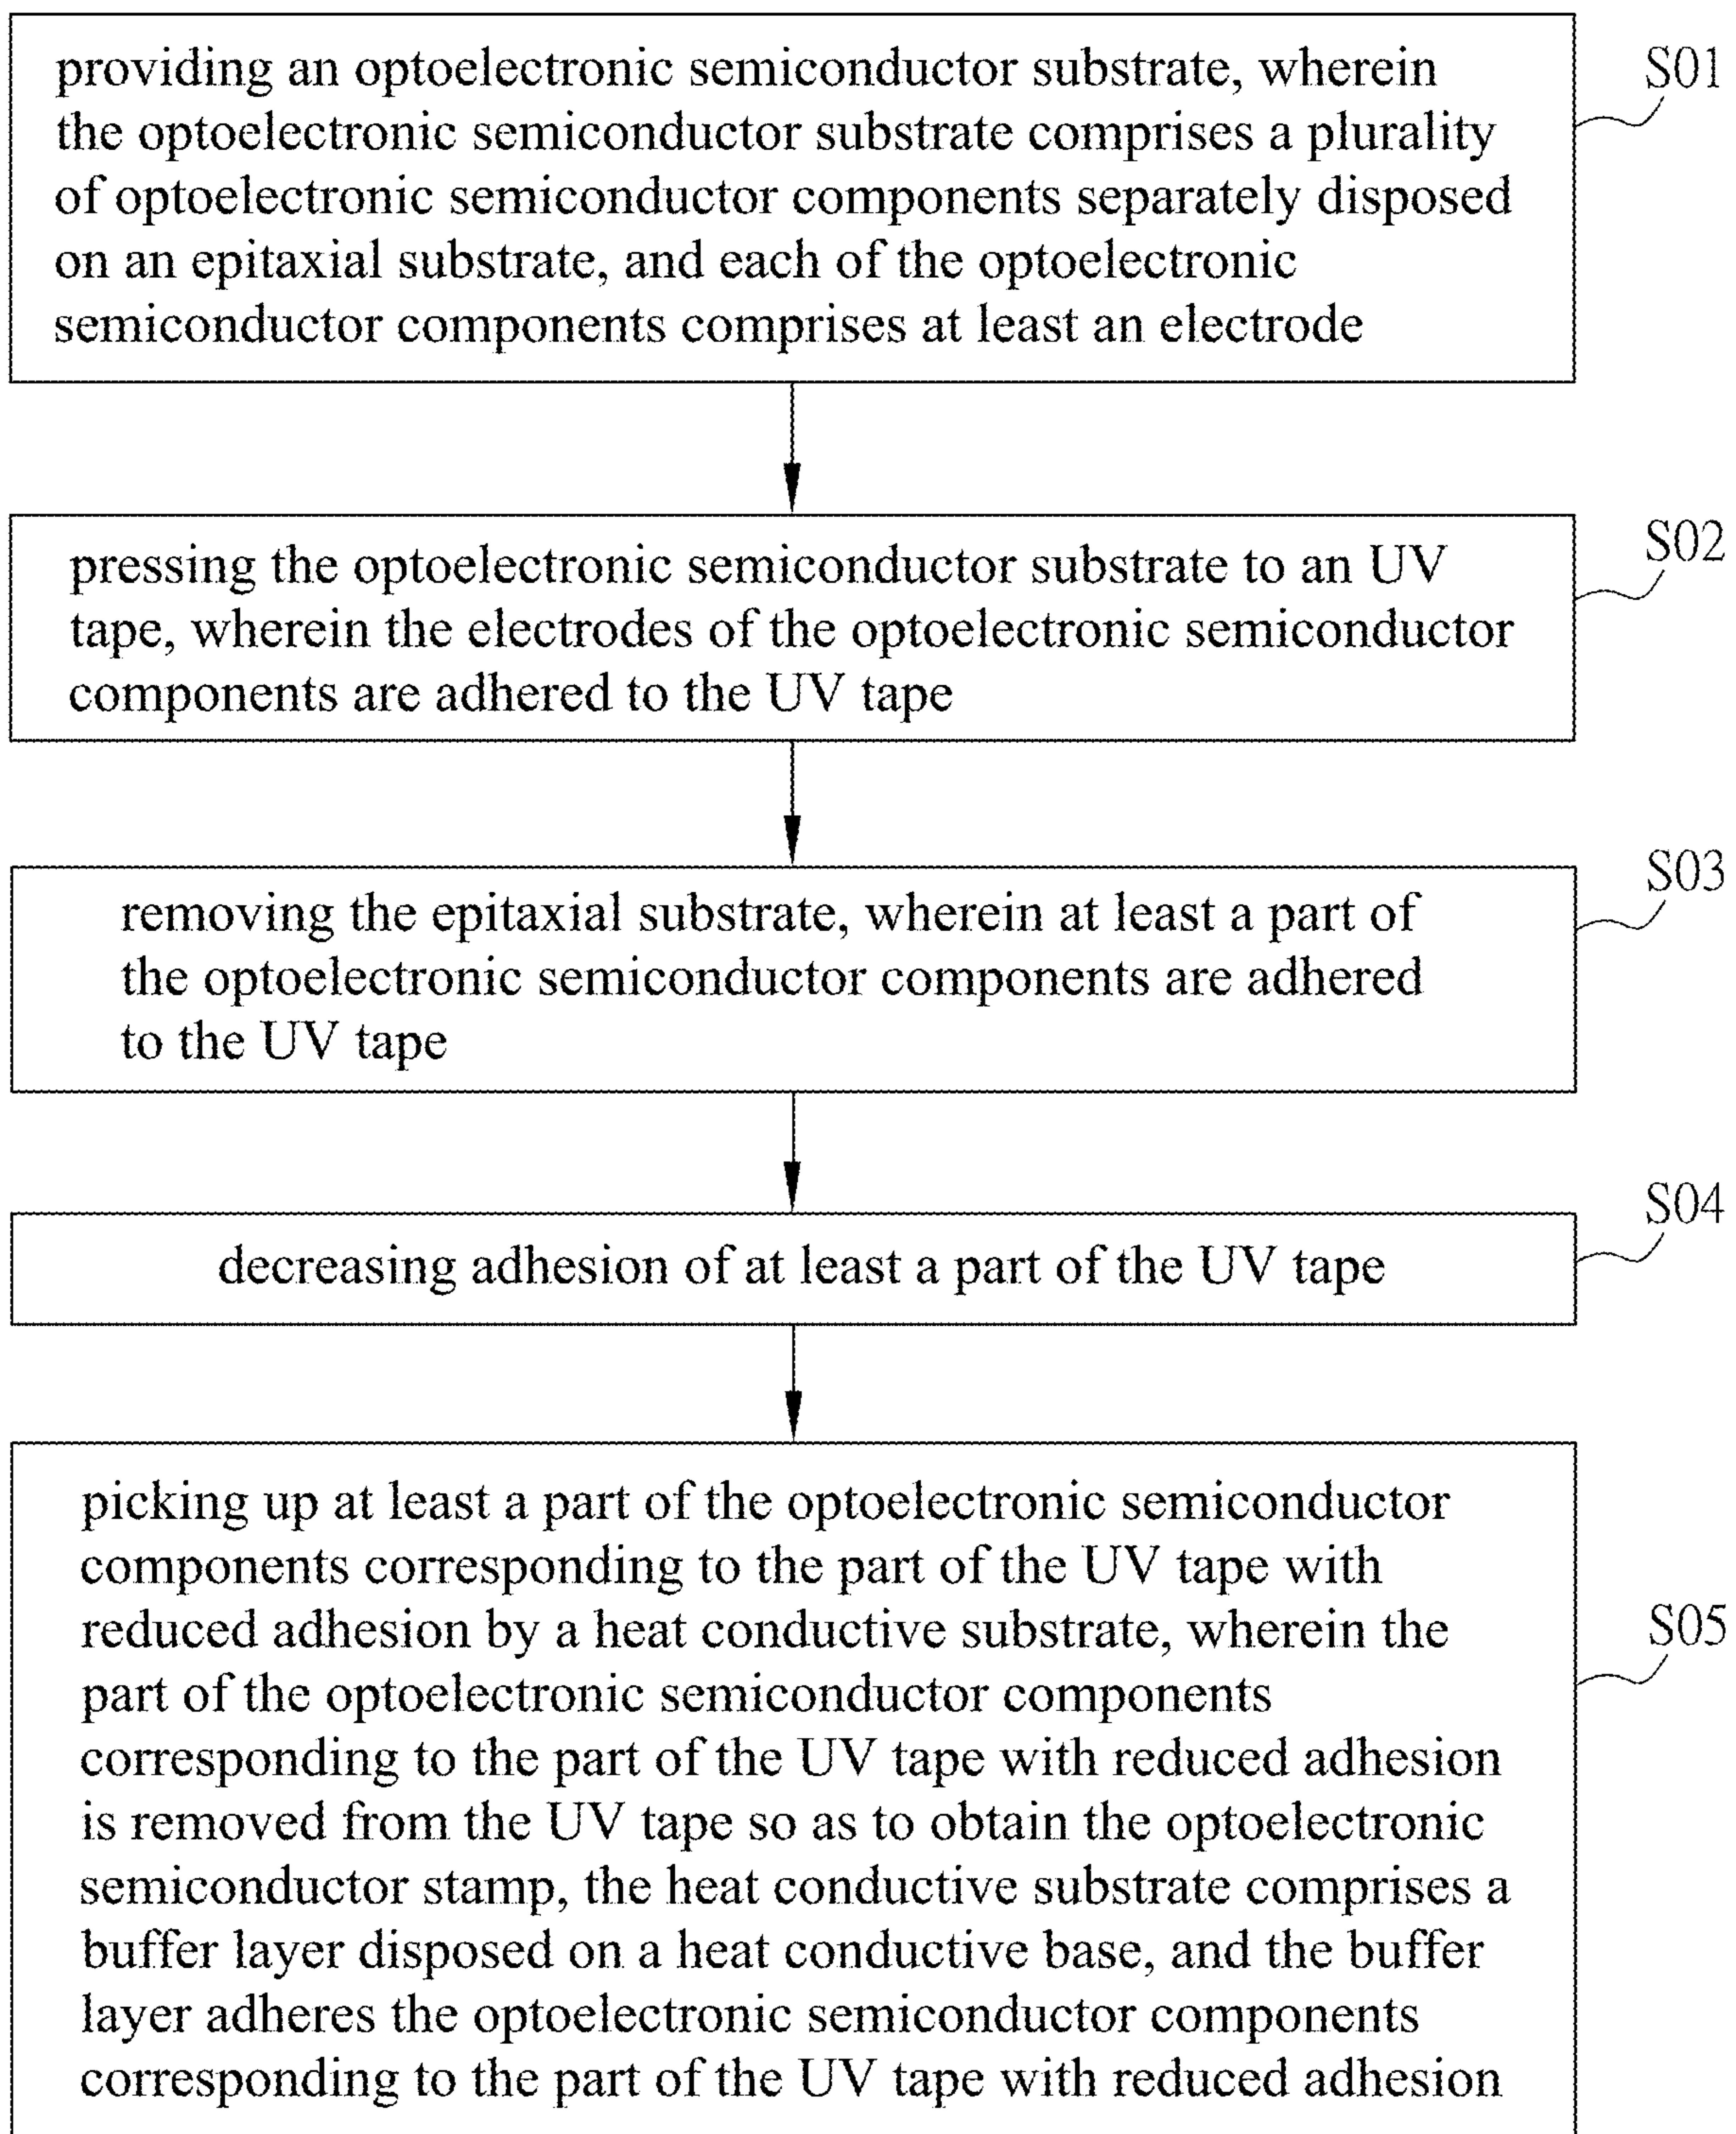 providing an optoelectronic semiconductor substrate, wherein
the optoelectronic semiconductor substrate comprises a plurality
of optoelectronic semiconductor components separately disposed
on an epitaxial substrate, and each of the optoelectronic
semiconductor components comprises at least an electrode
S01
pressing the optoelectronic semiconductor substrate to an UV
tape, wherein the electrodes of the optoelectronic semiconductor
components are adhered to the UV tape
S02
removing the epitaxial substrate, wherein at least a part of
the optoelectronic semiconductor components are adhered
to the UV tape
S03
decreasing adhesion of at least a part of the UV tape
S04
picking up at least a part of the optoelectronic semiconductor
components corresponding to the part of the UV tape with
reduced adhesion by a heat conductive substrate, wherein the
part of the optoelectronic semiconductor components
corresponding to the part of the UV tape with reduced adhesion
is removed from the UV tape so as to obtain the optoelectronic
semiconductor stamp, the heat conductive substrate comprises a
buffer layer disposed on a heat conductive base, and the buffer
layer adheres the optoelectronic semiconductor components
corresponding to the part of the UV tape with reduced adhesion
S05